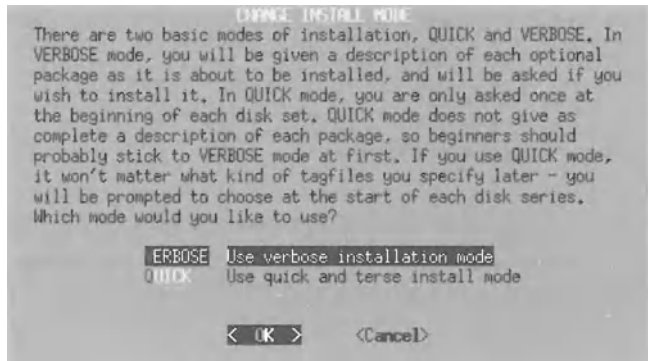 CHANGE INSTALL MODE
There are two basic modes of installation, QUICK and VERBOSE. In
VERBOSE mode, you will be given a description of each optional
package as it is about to be installed, and will be asked if you
wish to install it. In QUICK mode, you are only asked once at
the beginning of each disk set. QUICK mode does not give as
complete a description of each package, so beginners should
probably stick to VERBOSE mode at first. If you use QUICK mode,
it won't matter what kind of tagfiles you specify later - you
will be prompted to choose at the start of each disk series.
Which mode would you like to use?
ERBOSE Use verbose installation mode
QUICK Use quick and terse install mode
< OK > <Cancel>